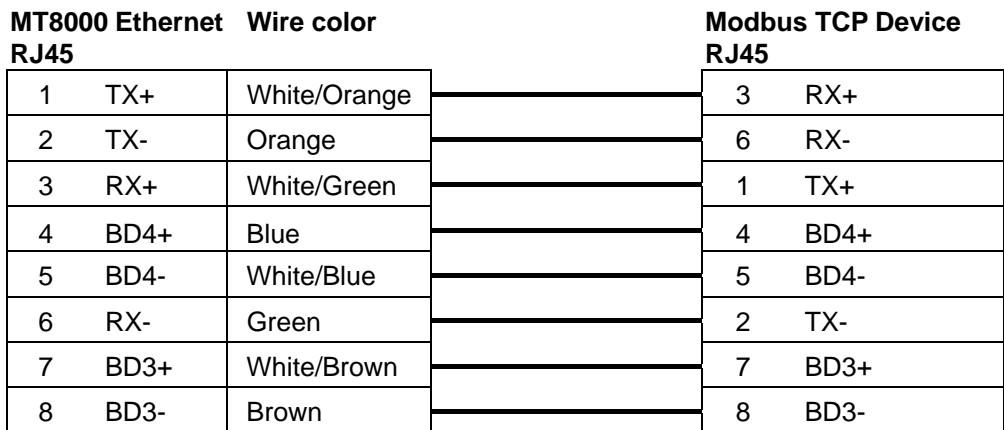 MT8000 Ethernet RJ45 Wire color Modbus TCP Device RJ45
1 TX+ White/Orange 3 RX+
2 TX- Orange 6 RX-
3 RX+ White/Green 1 TX+
4 BD4+ Blue 4 BD4+
5 BD4- White/Blue 5 BD4-
6 RX- Green 2 TX-
7 BD3+ White/Brown 7 BD3+
8 BD3- Brown 8 BD3-